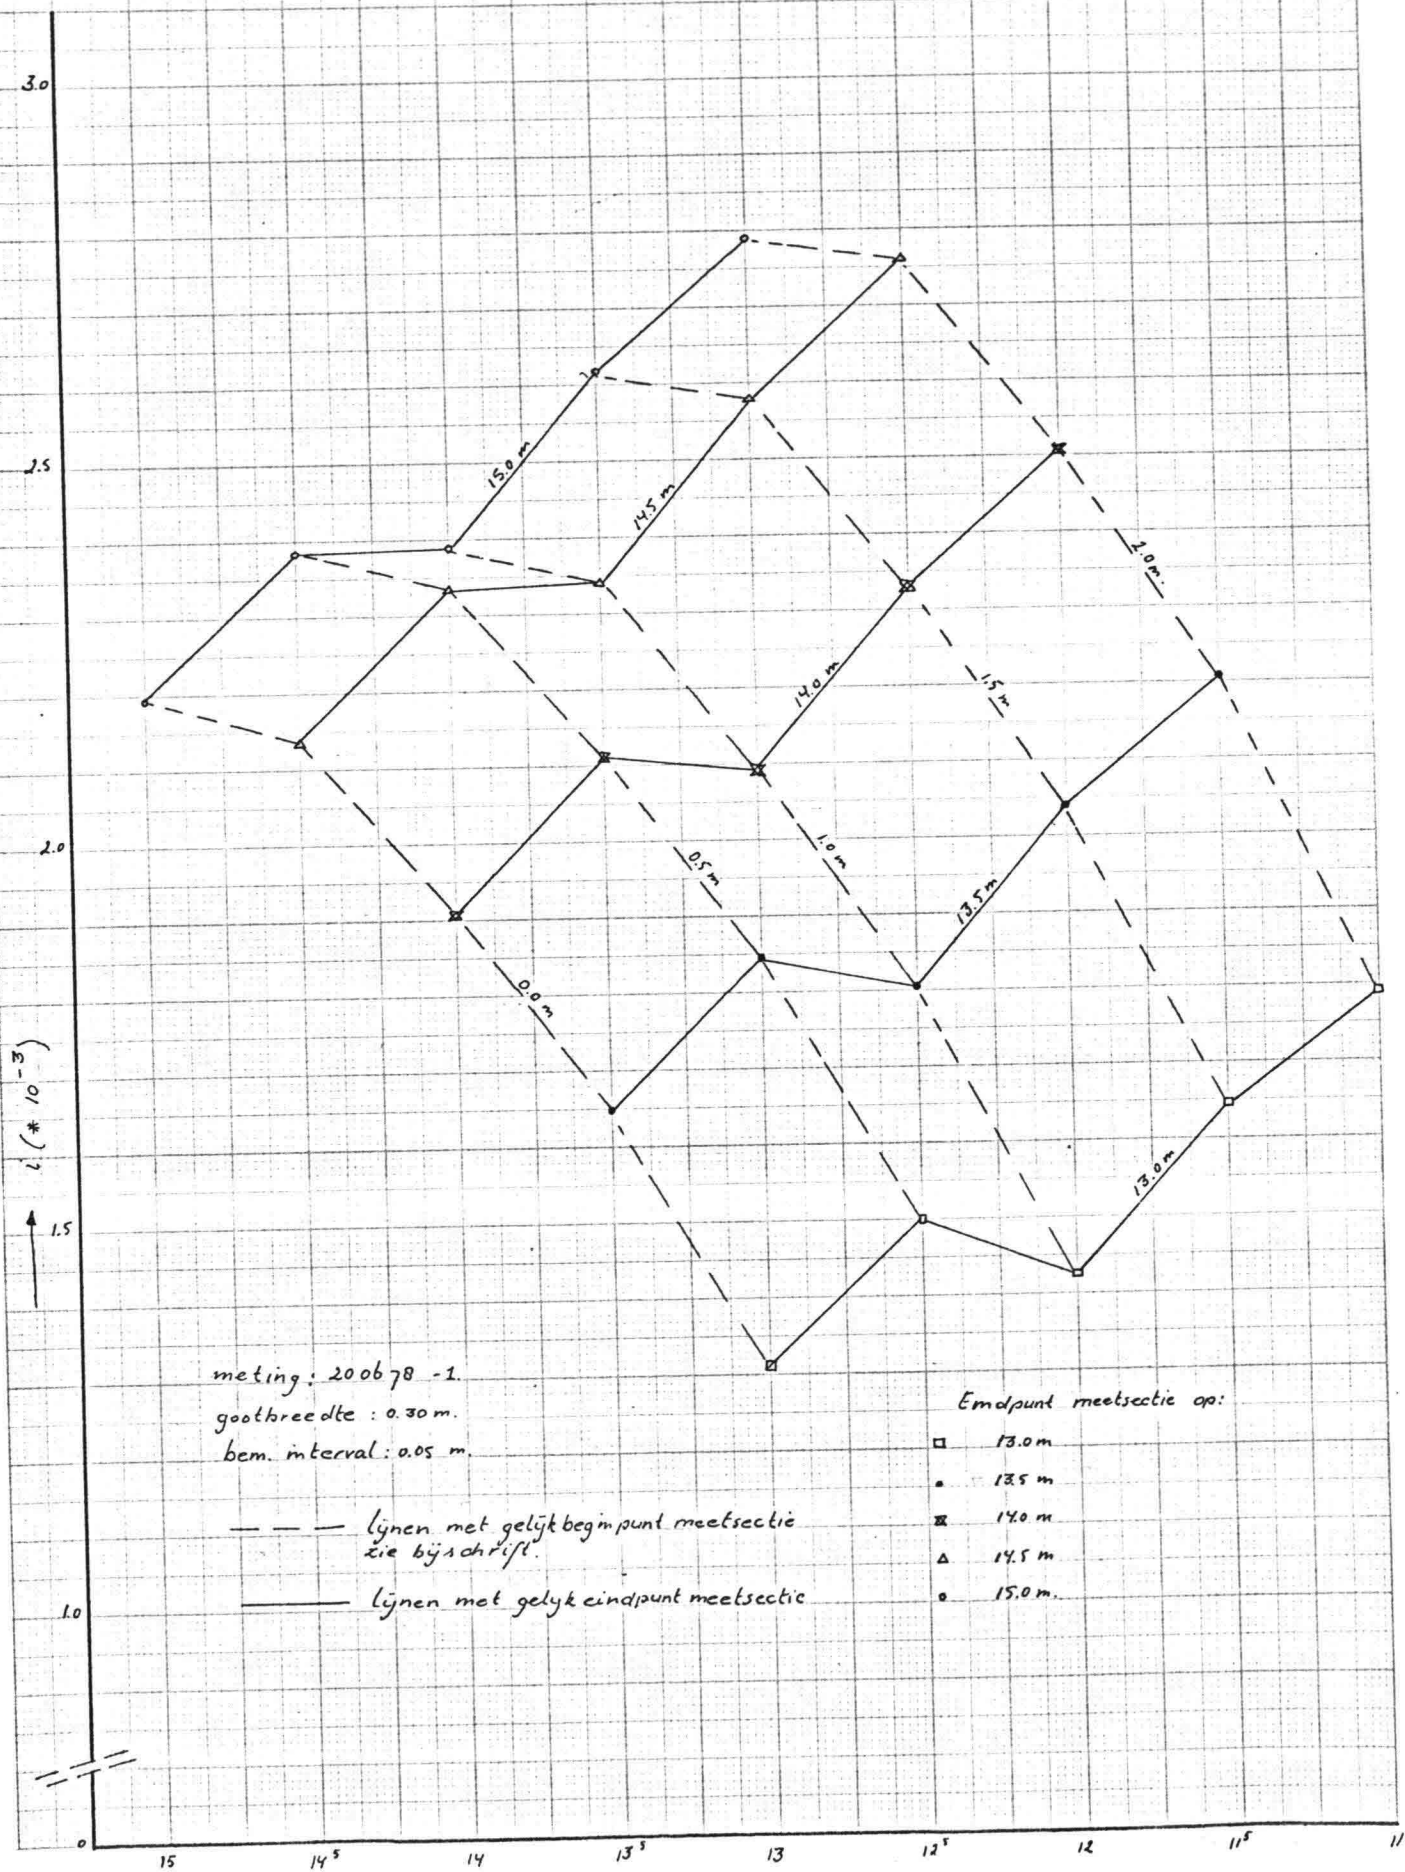 3.0
2.5
2.0
1.5
1.0
0
i (* 10⁻³)
15.0 m
14.5 m
14.0 m
13.5 m
13.0 m
2.0 m.
1.5 m
1.0 m
0.5 m
0.0 m
meting: 200678 -1.
gootbreedte : 0.30 m.
bem. interval: 0.05 m.
lijnen met gelijk beginpunt meetsectie
zie bijschrift.
lijnen met gelijk eindpunt meetsectie
Eindpunt meetsectie op:
13.0 m
13.5 m
14.0 m
14.5 m
15.0 m.
15 14⁵ 14 13⁵ 13 12⁵ 12 11⁵ 11